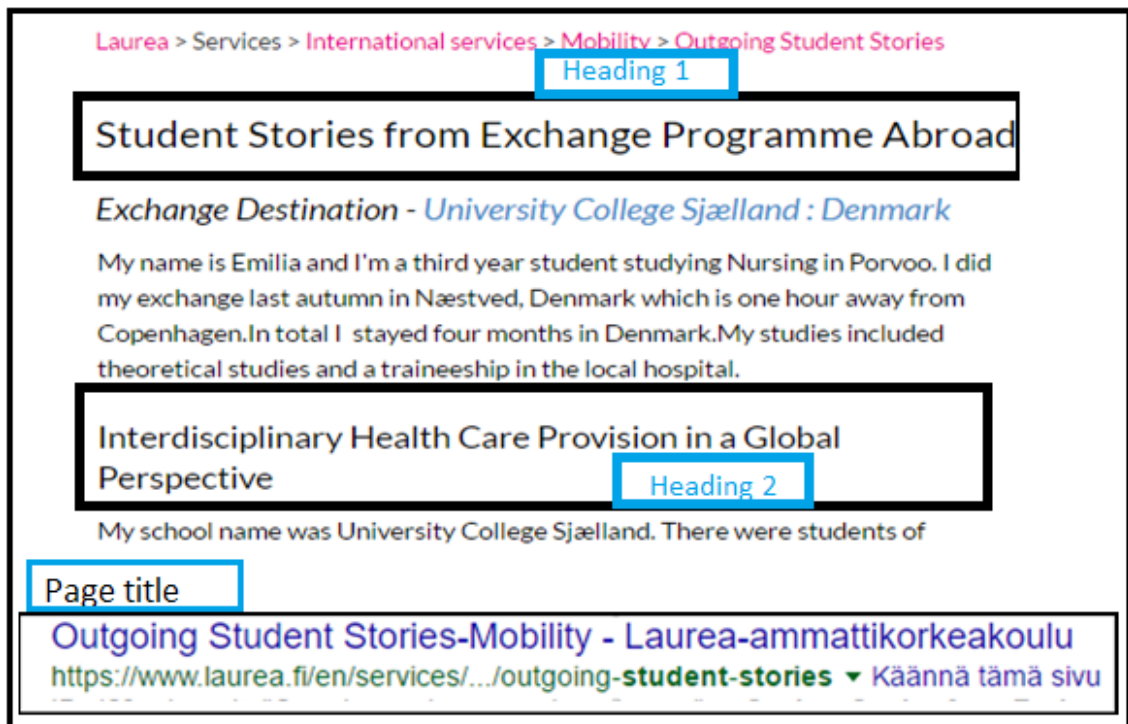 Laurea > Services > International services > Mobility > Outgoing Student Stories
Heading 1
Student Stories from Exchange Programme Abroad
Exchange Destination - University College Sjælland : Denmark
My name is Emilia and I'm a third year student studying Nursing in Porvoo. I did
my exchange last autumn in Næstved, Denmark which is one hour away from
Copenhagen.In total I stayed four months in Denmark.My studies included
theoretical studies and a traineeship in the local hospital.
Interdisciplinary Health Care Provision in a Global
Perspective
Heading 2
My school name was University College Sjælland. There were students of
Page title
Outgoing Student Stories-Mobility - Laurea-ammattikorkeakoulu
https://www.laurea.fi/en/services/.../outgoing-student-stories ▾ Käännä tämä sivu